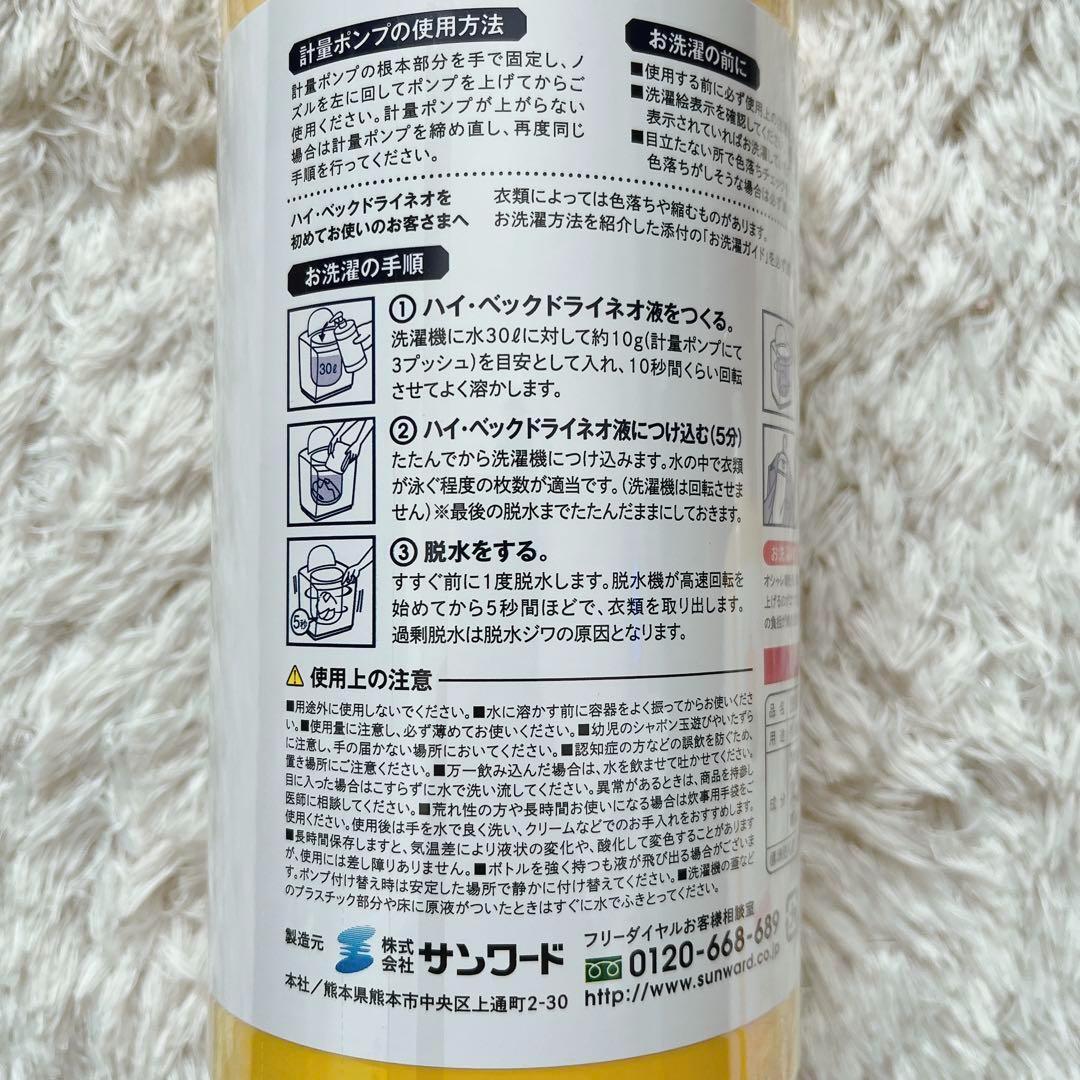 計量ポンプの使用方法
計量ポンプの根本部分を手で固定し、ノ
ズルを左に回してポンプを上げてからご
使用ください。計量ポンプが上がらない
場合は計量ポンプを締め直し、再度同じ
手順を行ってください。
お洗濯の前に
■使用する前に必ず使用上の
■洗濯絵表示を確認してくださ
表示されていればお洗濯して
■目立たない所で色落ちチェック
色落ちがしそうな場合は必ず
ハイ・ベックドライネオを
初めてお使いのお客さまへ
衣類によっては色落ちや縮むものがあります。
お洗濯方法を紹介した添付の「お洗濯ガイド」を必ず
お洗濯の手順
30ℓ
① ハイ・ベックドライネオ液をつくる。
洗濯機に水30ℓに対して約10g(計量ポンプにて
3プッシュ)を目安として入れ、10秒間くらい回転
させてよく溶かします。
② ハイ・ベックドライネオ液につけ込む(5分)
たたんでから洗濯機につけ込みます。水の中で衣類
が泳ぐ程度の枚数が適当です。(洗濯機は回転させま
せん)※最後の脱水までたたんだままにしておきます。
5秒
③ 脱水をする。
すすぐ前に1度脱水します。脱水機が高速回転を
始めてから5秒間ほどで、衣類を取り出します。
過剰脱水は脱水ジワの原因となります。
お洗
オシャレ
上げるの
の負担が
品名
用途
成分
使用上の注意
■用途外に使用しないでください。■水に溶かす前に容器をよく振ってからお使いくださ
い。■使用量に注意し、必ず薄めてお使いください。■幼児のシャボン玉遊びやいたずら
に注意し、手の届かない場所においてください。■認知症の方などの誤飲を防ぐため、
置き場所にご注意ください。■万一飲み込んだ場合は、水を飲ませて吐かせてください。
目に入った場合はこすらずに水で洗い流してください。異常があるときは、商品を持参し
医師に相談してください。■荒れ性の方や長時間お使いになる場合は炊事用手袋をご
使用ください。使用後は手を水で良く洗い、クリームなどでのお手入れをおすすめします。
■長時間保存しますと、気温差により液状の変化や、酸化して変色することがあります
が、使用には差し障りありません。■ボトルを強く持つも液が飛び出る場合がございま
す。ポンプ付け替え時は安定した場所で静かに付け替えてください。■洗濯機の蓋など
のプラスチック部分や床に原液がついたときはすぐに水でふきとってください。
製造元 株式会社 サンワード
本社/熊本県熊本市中央区上通町2-30
フリーダイヤルお客様相談室
0120-668-689
http://www.sunward.co.jp